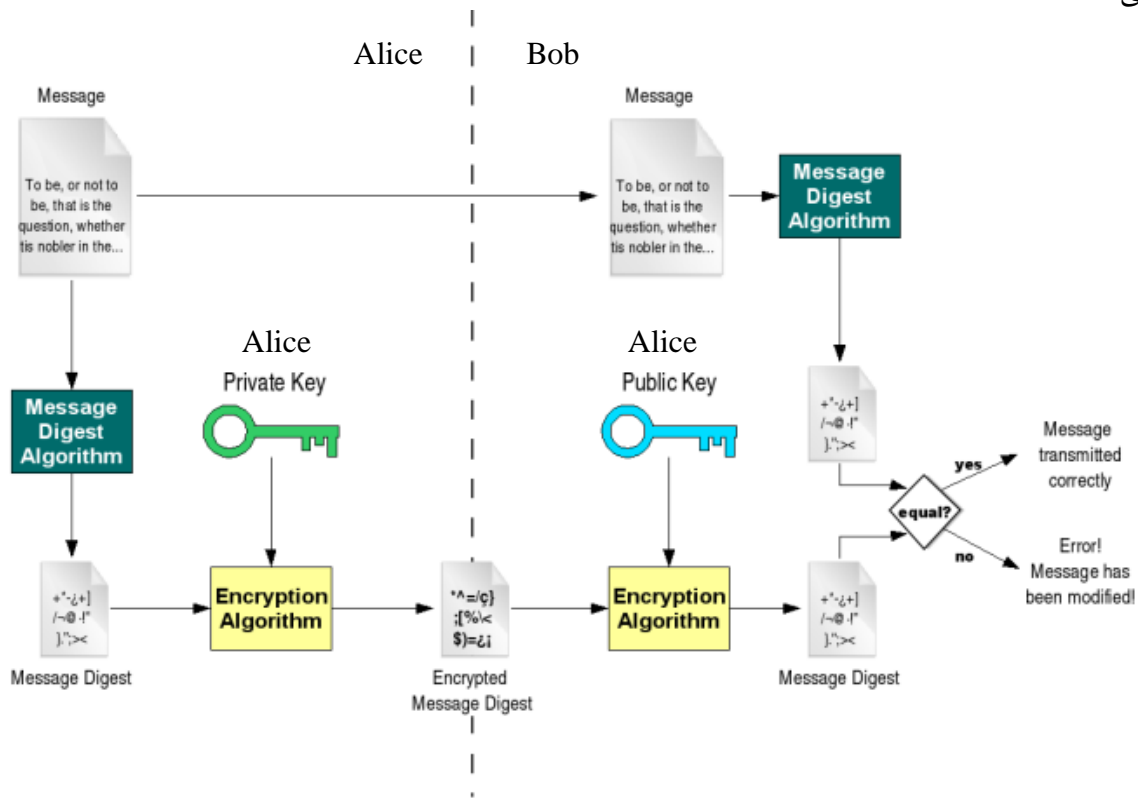 ى
Alice
Bob
Message
To be, or not to
be, that is the
question, whether
tis nobler in the...
Message
To be, or not to
be, that is the
question, whether
tis nobler in the...
Message
Digest
Algorithm
Alice
Private Key
Alice
Public Key
Message
Digest
Algorithm
+*-¿+]
/¬@-!"
}.";><
equal?
yes
Message
transmitted
correctly
no
Error!
Message has
been modified!
+*-¿+]
/¬@-!"
}.";><
Message Digest
Encryption
Algorithm
*^=/ç}
;[%\<
$)=¿¡
Encrypted
Message Digest
Encryption
Algorithm
+*-¿+]
/¬@-!"
}.";><
Message Digest